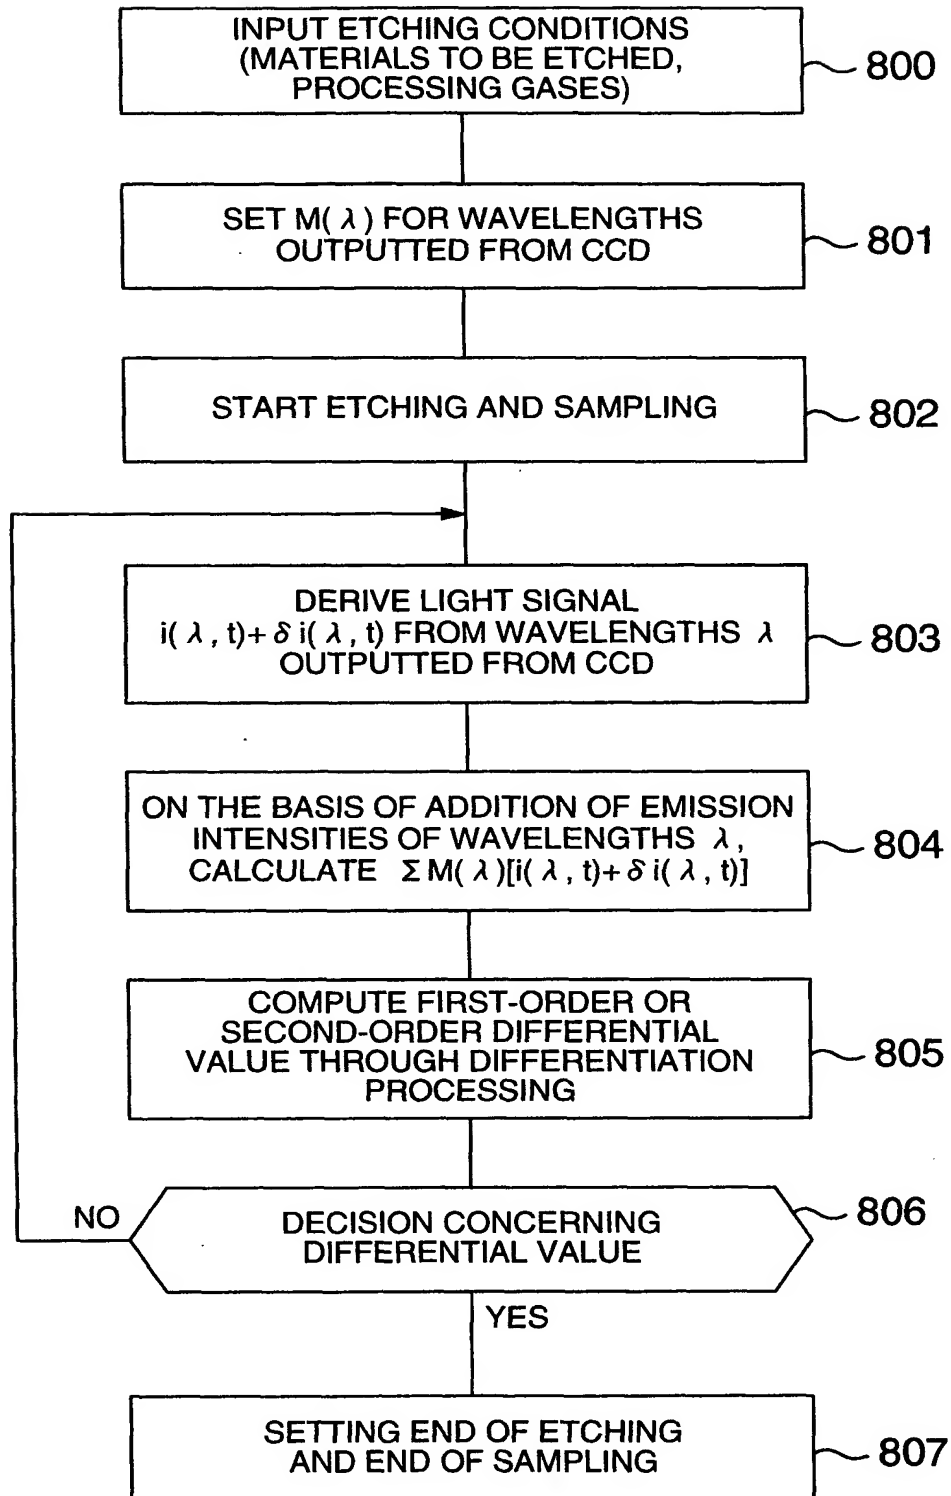 INPUT ETCHING CONDITIONS
(MATERIALS TO BE ETCHED,
PROCESSING GASES)
800
SET M( λ ) FOR WAVELENGTHS
OUTPUTTED FROM CCD
801
START ETCHING AND SAMPLING
802
DERIVE LIGHT SIGNAL
i( λ , t)+ δ i( λ , t) FROM WAVELENGTHS λ
OUTPUTTED FROM CCD
803
ON THE BASIS OF ADDITION OF EMISSION
INTENSITIES OF WAVELENGTHS λ ,
CALCULATE Σ M( λ )[i( λ , t)+ δ i( λ , t)]
804
COMPUTE FIRST-ORDER OR
SECOND-ORDER DIFFERENTIAL
VALUE THROUGH DIFFERENTIATION
PROCESSING
805
NO
DECISION CONCERNING
DIFFERENTIAL VALUE
806
YES
SETTING END OF ETCHING
AND END OF SAMPLING
807